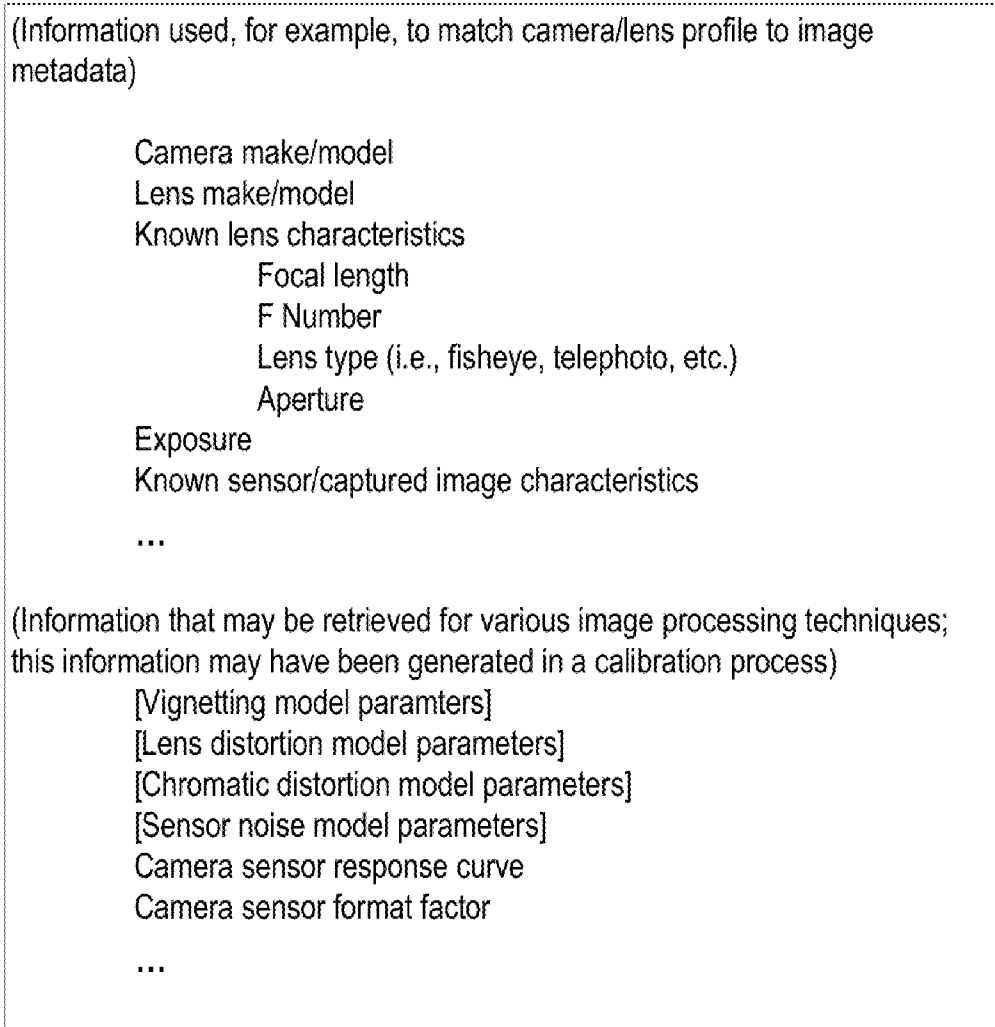 (Information used, for example, to match camera/lens profile to image
metadata)
Camera make/model
Lens make/model
Known lens characteristics
Focal length
F Number
Lens type (i.e., fisheye, telephoto, etc.)
Aperture
Exposure
Known sensor/captured image characteristics
...
(Information that may be retrieved for various image processing techniques;
this information may have been generated in a calibration process)
[Vignetting model paramters]
[Lens distortion model parameters]
[Chromatic distortion model parameters]
[Sensor noise model parameters]
Camera sensor response curve
Camera sensor format factor
...